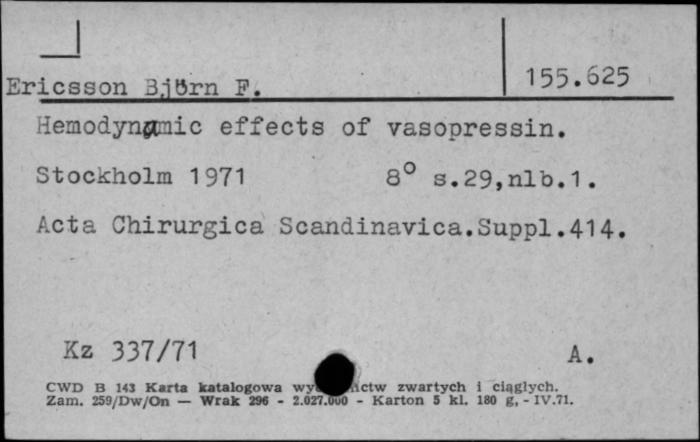 Ericsson Björn F.
155.625
Hemodynamic effects of vasopressin.
Stockholm 1971 8° s.29,nlb.1.
Acta Chirurgica Scandinavica.Suppl.414.
Kz 337/71 A.
CWD B 143 Karta katalogowa zwartych i ciągłych.
Zam. 259/Dw/On — Wrak 296 - 2.027.000 - Karton 5 kl. 180 g, - IV.71.